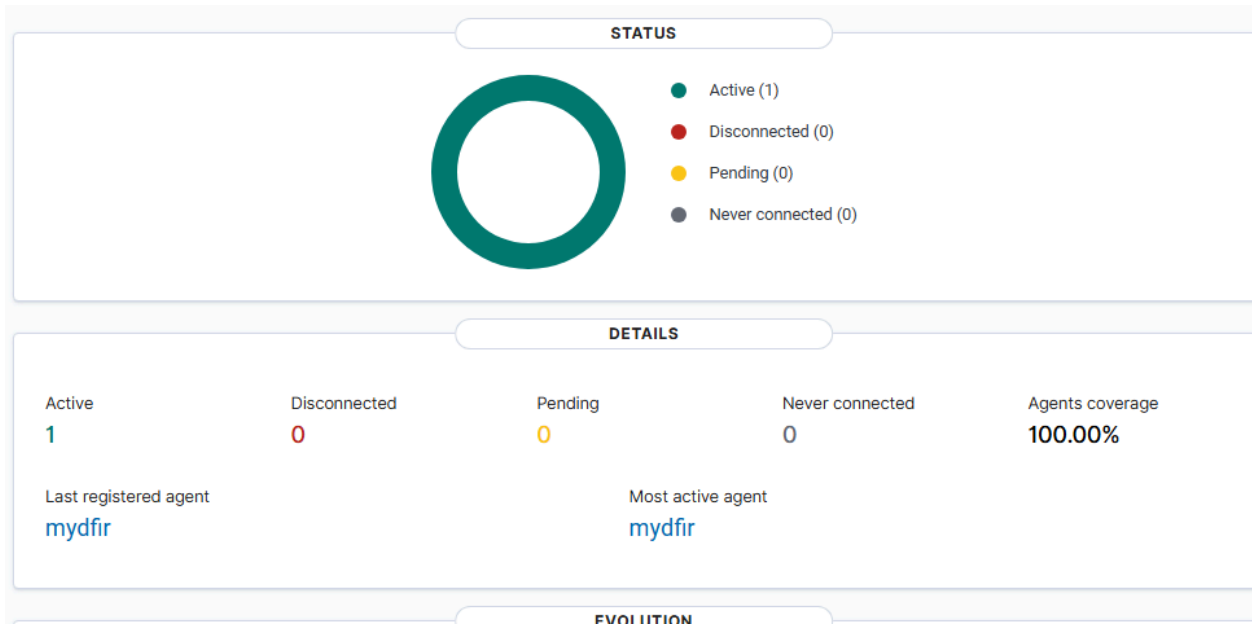 STATUS
Active (1)
Disconnected (0)
Pending (0)
Never connected (0)
DETAILS
Active
1
Disconnected
0
Pending
0
Never connected
0
Agents coverage
100.00%
Last registered agent
mydfir
Most active agent
mydfir
EVOLUTION